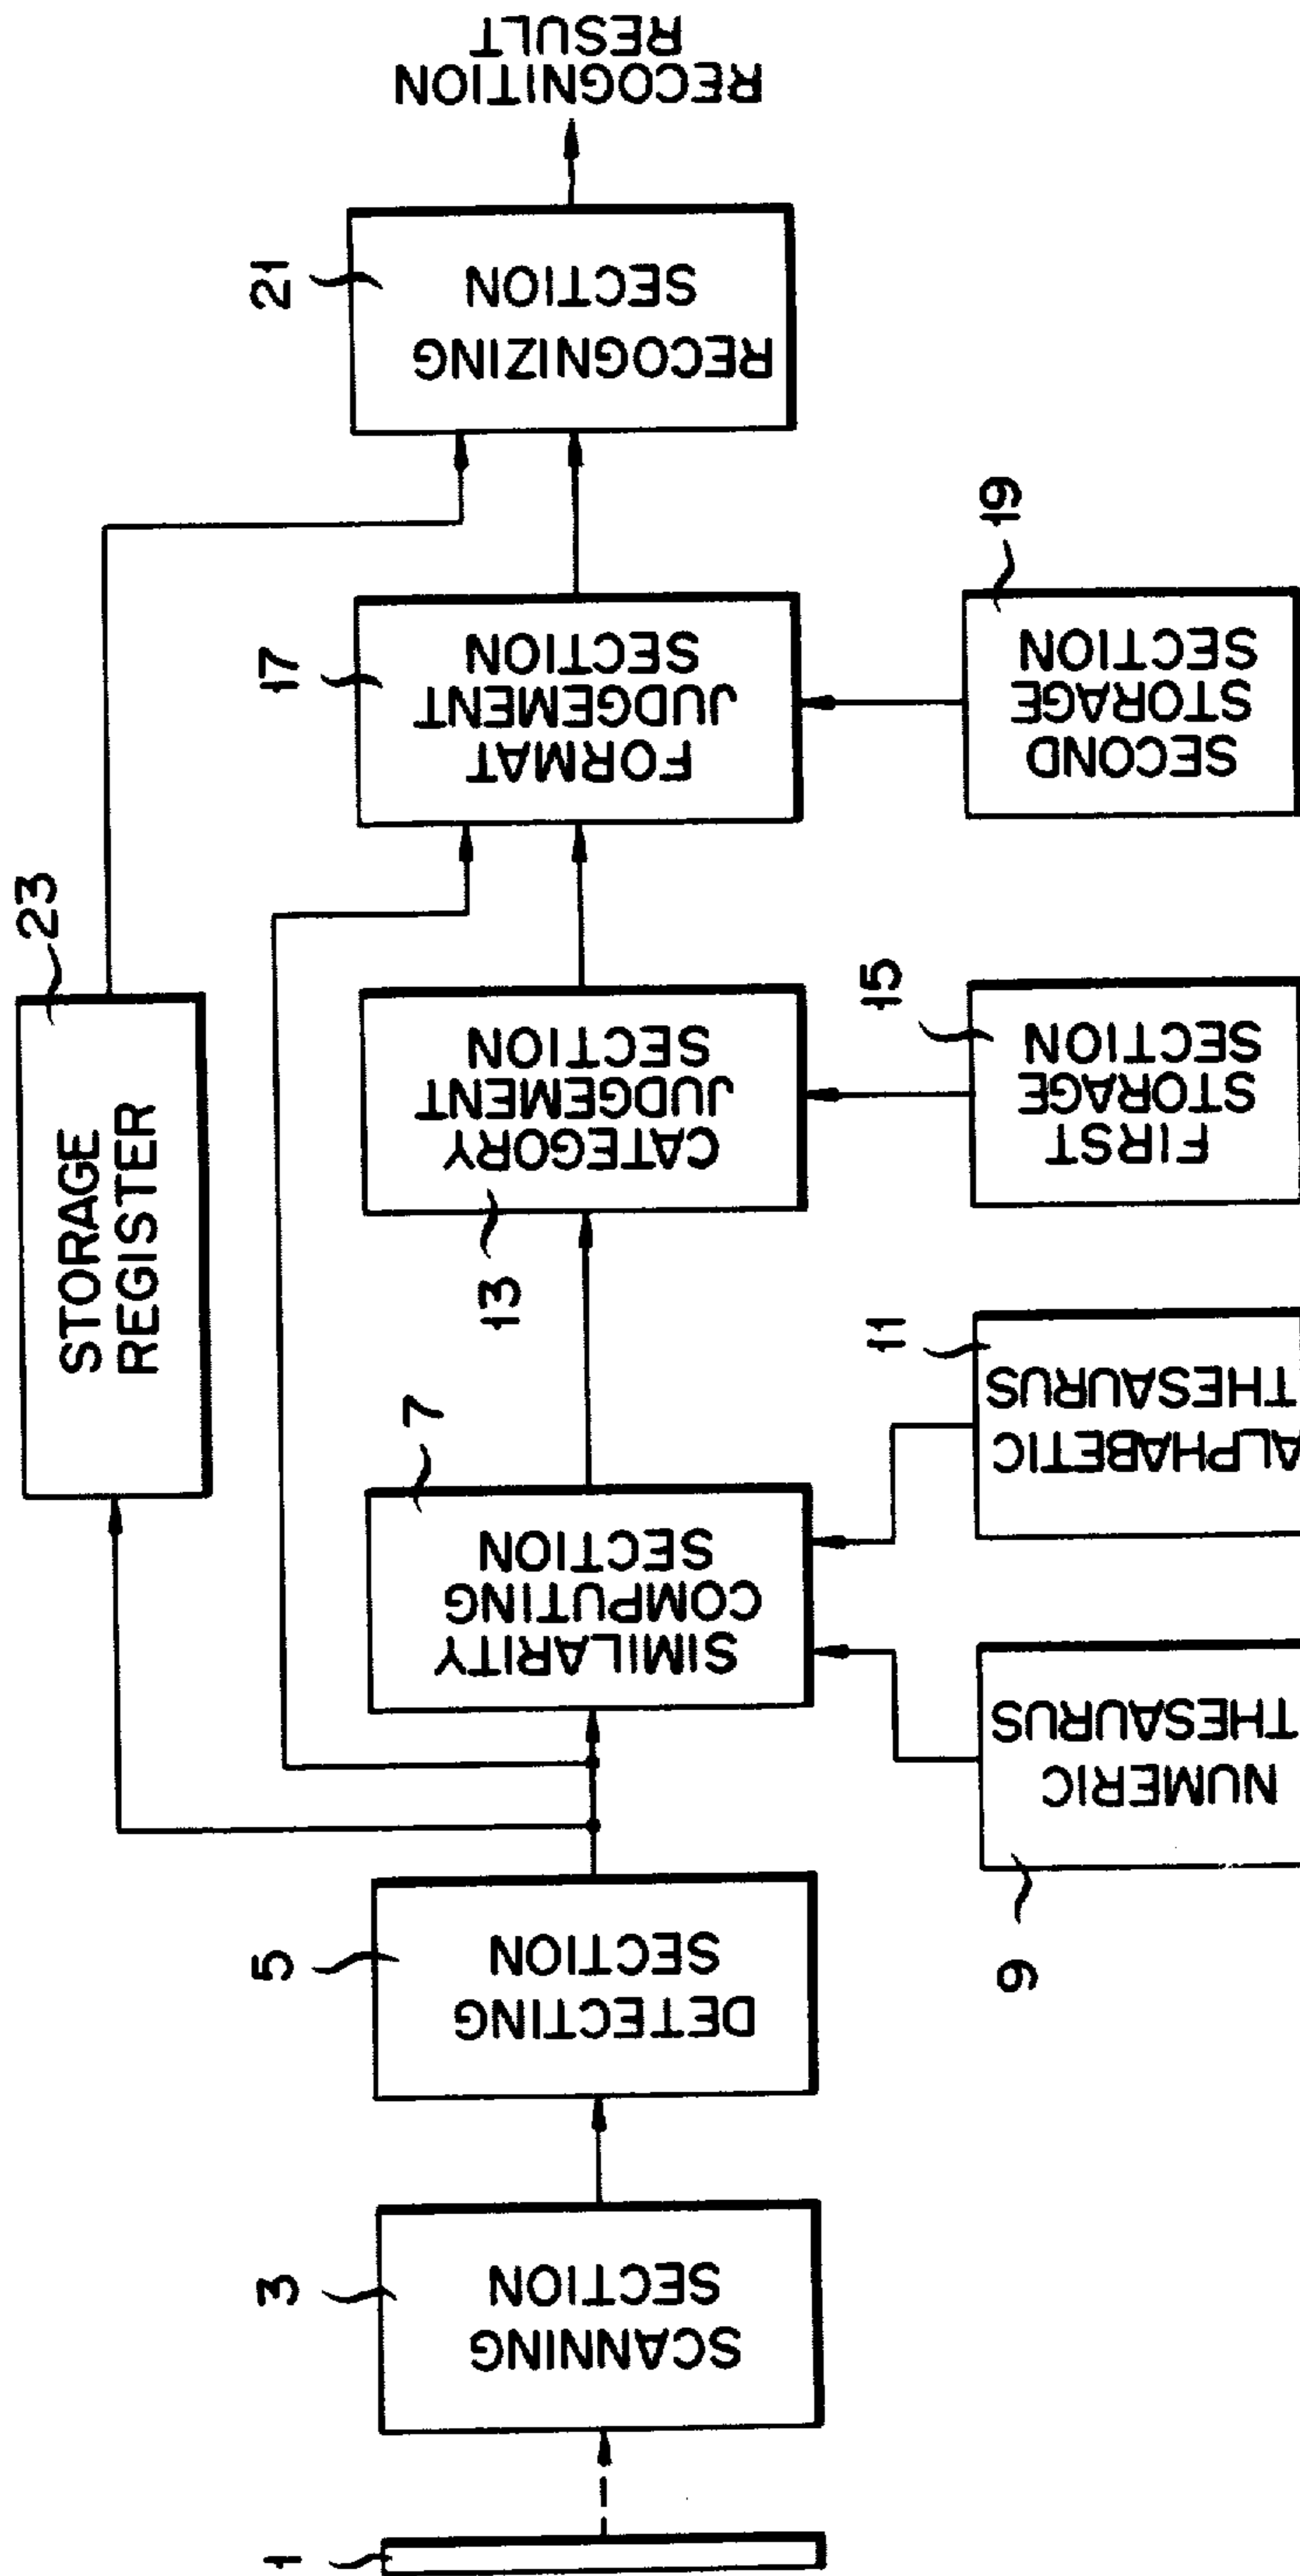 1
3
SCANNING
SECTION
5
DETECTING
SECTION
7
SIMILARITY
COMPUTING
SECTION
9
NUMERIC
THESAURUS
11
ALPHABETIC
THESAURUS
13
CATEGORY
JUDGEMENT
SECTION
15
FIRST
STORAGE
SECTION
17
FORMAT
JUDGEMENT
SECTION
19
SECOND
STORAGE
SECTION
21
RECOGNIZING
SECTION
23
STORAGE
REGISTER
RECOGNITION
RESULT